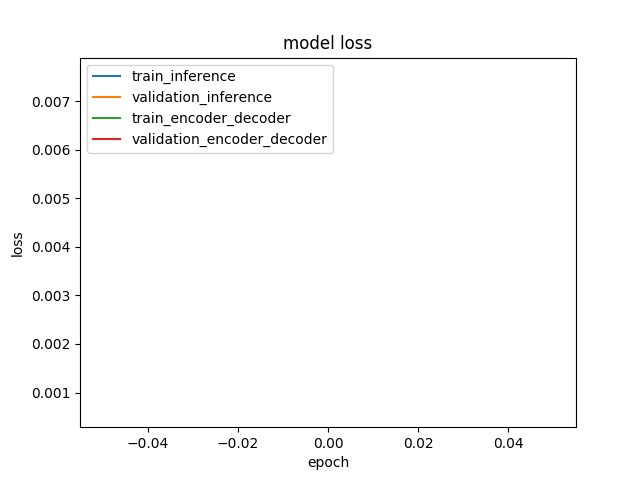 model loss
train_inference
validation_inference
train_encoder_decoder
validation_encoder_decoder
0.007
0.006
0.005
0.004
0.003
0.002
0.001
loss
−0.04 −0.02 0.00 0.02 0.04
epoch